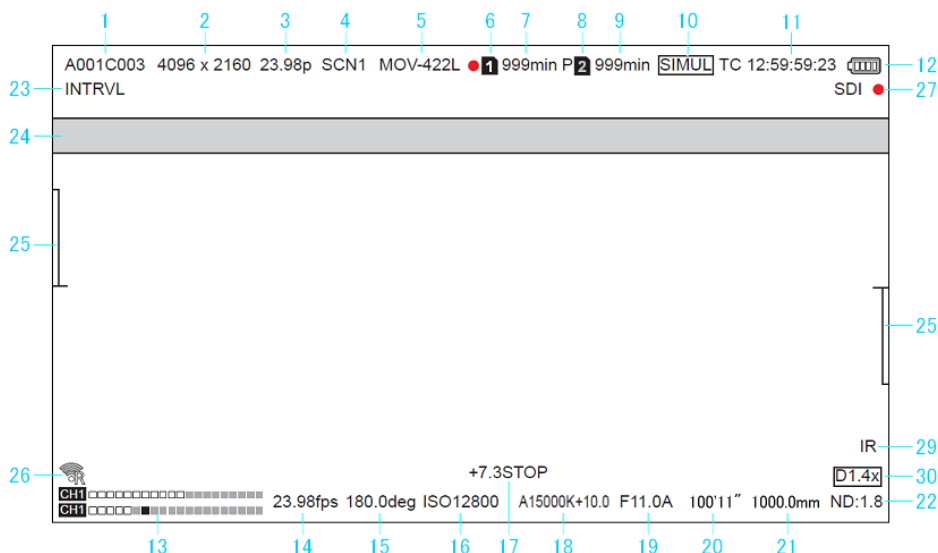 1 2 3 4 5 6 7 8 9 10 11
A001C003 4096 x 2160 23.98p SCN1 MOV-422L 1 999min P 2 999min SIMUL TC 12:59:59:23 12
23 INTRVL SDI 27
24
25
25
IR 29
26 R +7.3STOP D1.4x 30
CH1
CH1 23.98fps 180.0deg ISO12800 A15000K+10.0 F11.0A 100'11" 1000.0mm ND:1.8 22
13 14 15 16 17 18 19 20 21